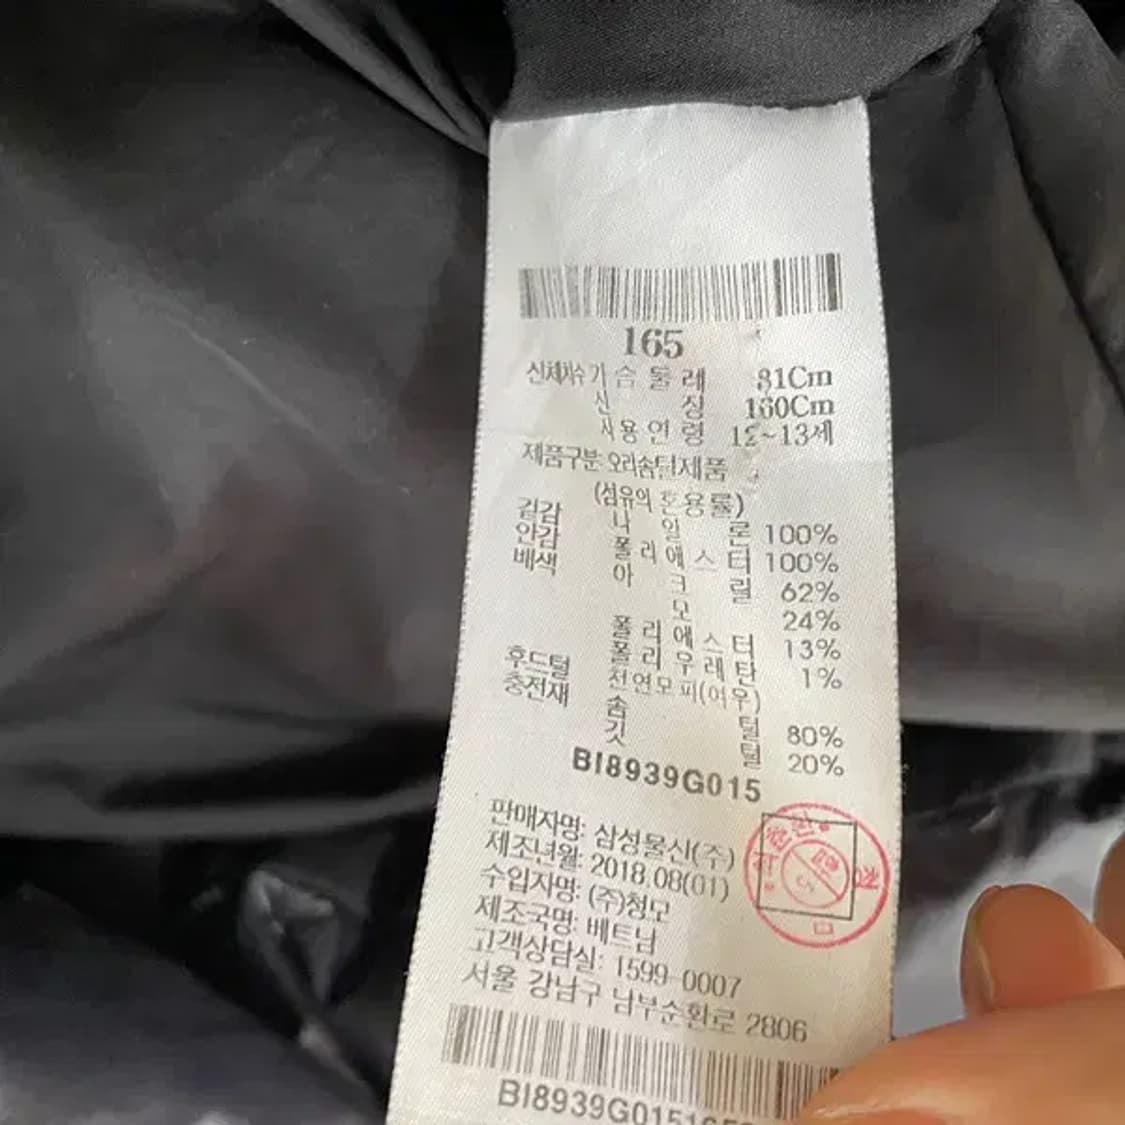 165
신체치수 가슴둘레 81Cm
신장 160Cm
사용연령 12~13세
제품구분 오리솜털제품
(섬유의 혼용률)
겉감 나일론 100%
안감 폴리에스터 100%
배색 아크릴 62%
모 24%
폴리에스터 13%
폴리우레탄 1%
후드털 천연모피(여우)
충전재 솜털 80%
깃털 20%
BI8939G015
판매자명: 삼성물산(주)
제조년월: 2018.08(01)
수입자명: (주)청모
제조국명: 베트남
고객상담실: 1599-0007
서울 강남구 남부순환로 2806